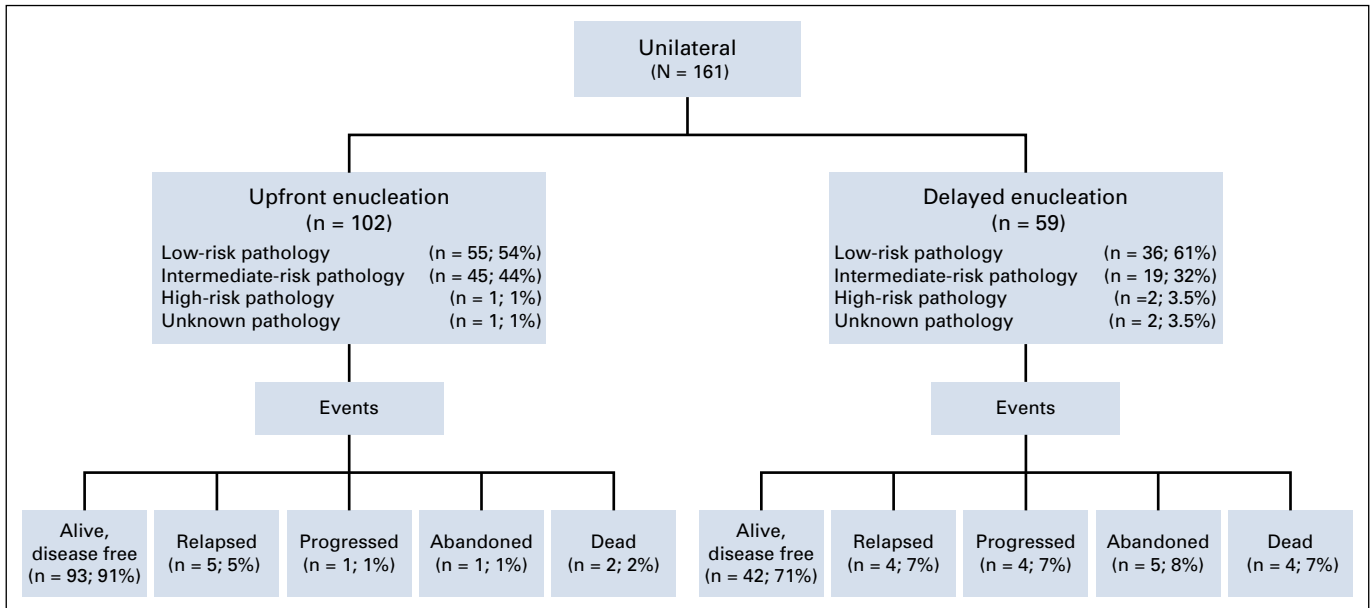 Unilateral
(N = 161)
Upfront enucleation
(n = 102)
Low-risk pathology (n = 55; 54%)
Intermediate-risk pathology (n = 45; 44%)
High-risk pathology (n = 1; 1%)
Unknown pathology (n = 1; 1%)
Delayed enucleation
(n = 59)
Low-risk pathology (n = 36; 61%)
Intermediate-risk pathology (n = 19; 32%)
High-risk pathology (n =2; 3.5%)
Unknown pathology (n = 2; 3.5%)
Events
Events
Alive,
disease free
(n = 93; 91%)
Relapsed
(n = 5; 5%)
Progressed
(n = 1; 1%)
Abandoned
(n = 1; 1%)
Dead
(n = 2; 2%)
Alive,
disease free
(n = 42; 71%)
Relapsed
(n = 4; 7%)
Progressed
(n = 4; 7%)
Abandoned
(n = 5; 8%)
Dead
(n = 4; 7%)